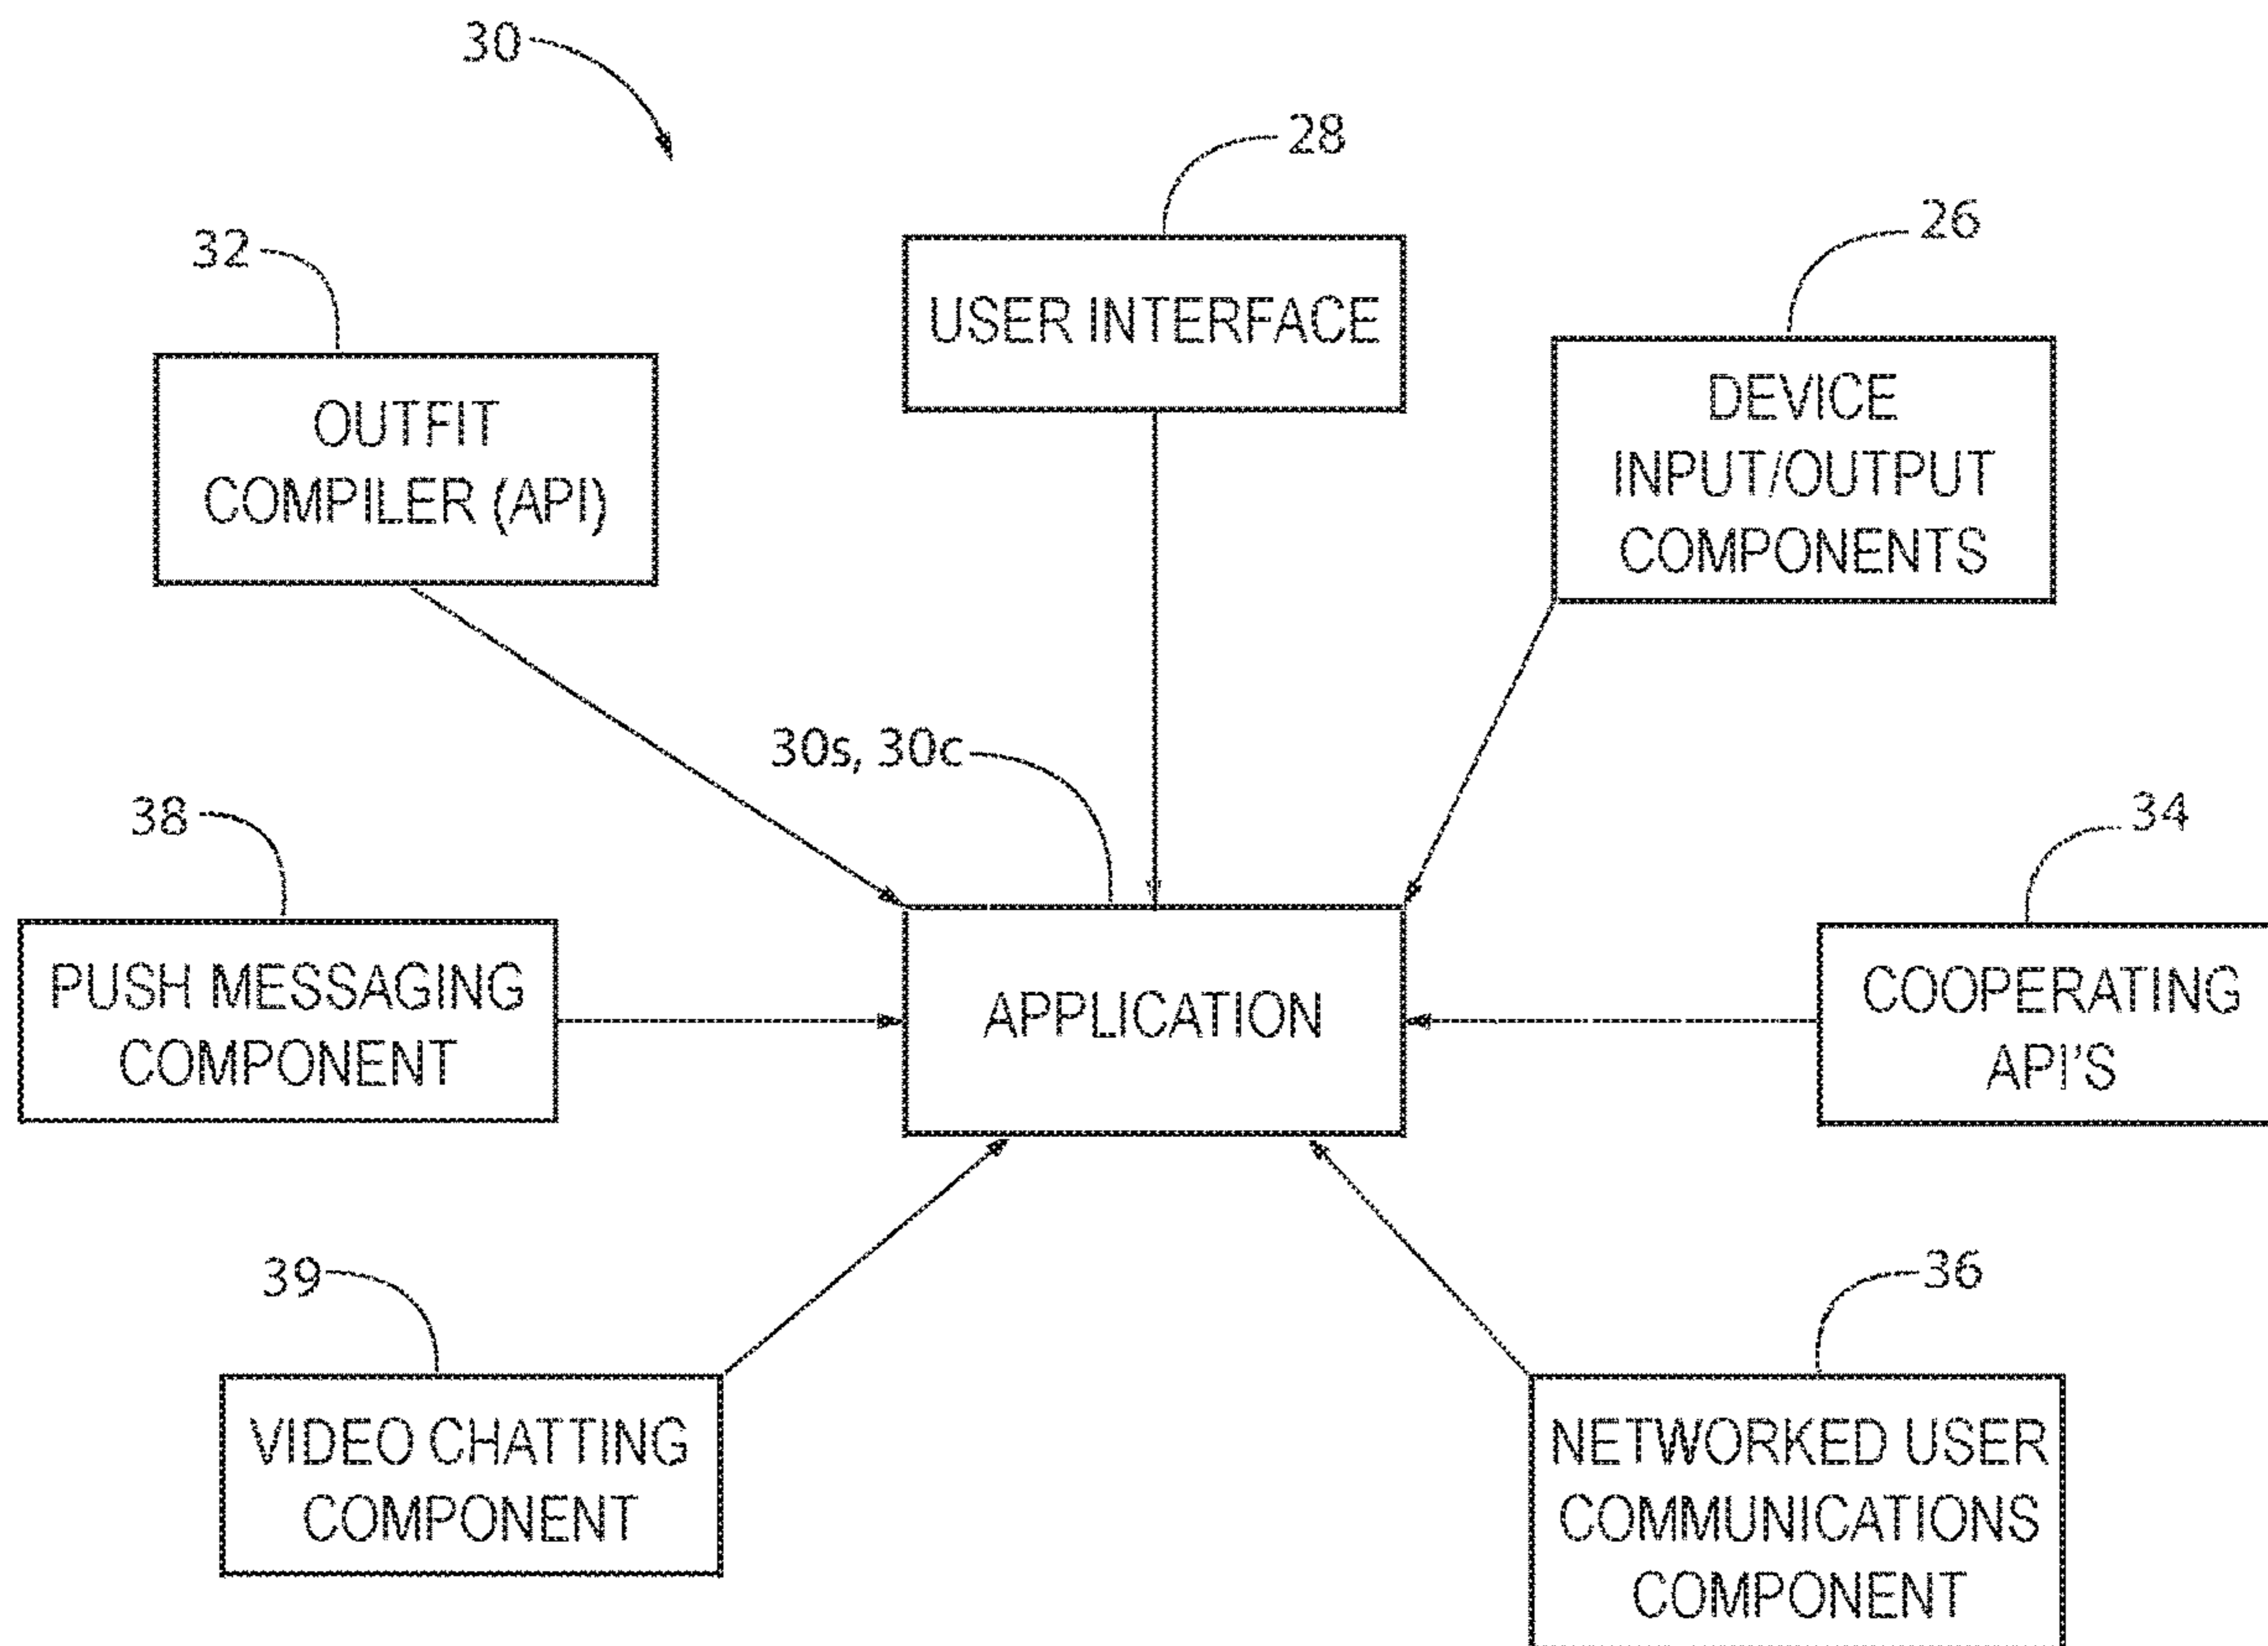 30
28
26
32
USER INTERFACE
DEVICE
INPUT/OUTPUT
COMPONENTS
OUTFIT
COMPILER (API)
30s, 30c
38
34
PUSH MESSAGING
COMPONENT
APPLICATION
COOPERATING
API'S
39
36
VIDEO CHATTING
COMPONENT
NETWORKED USER
COMMUNICATIONS
COMPONENT